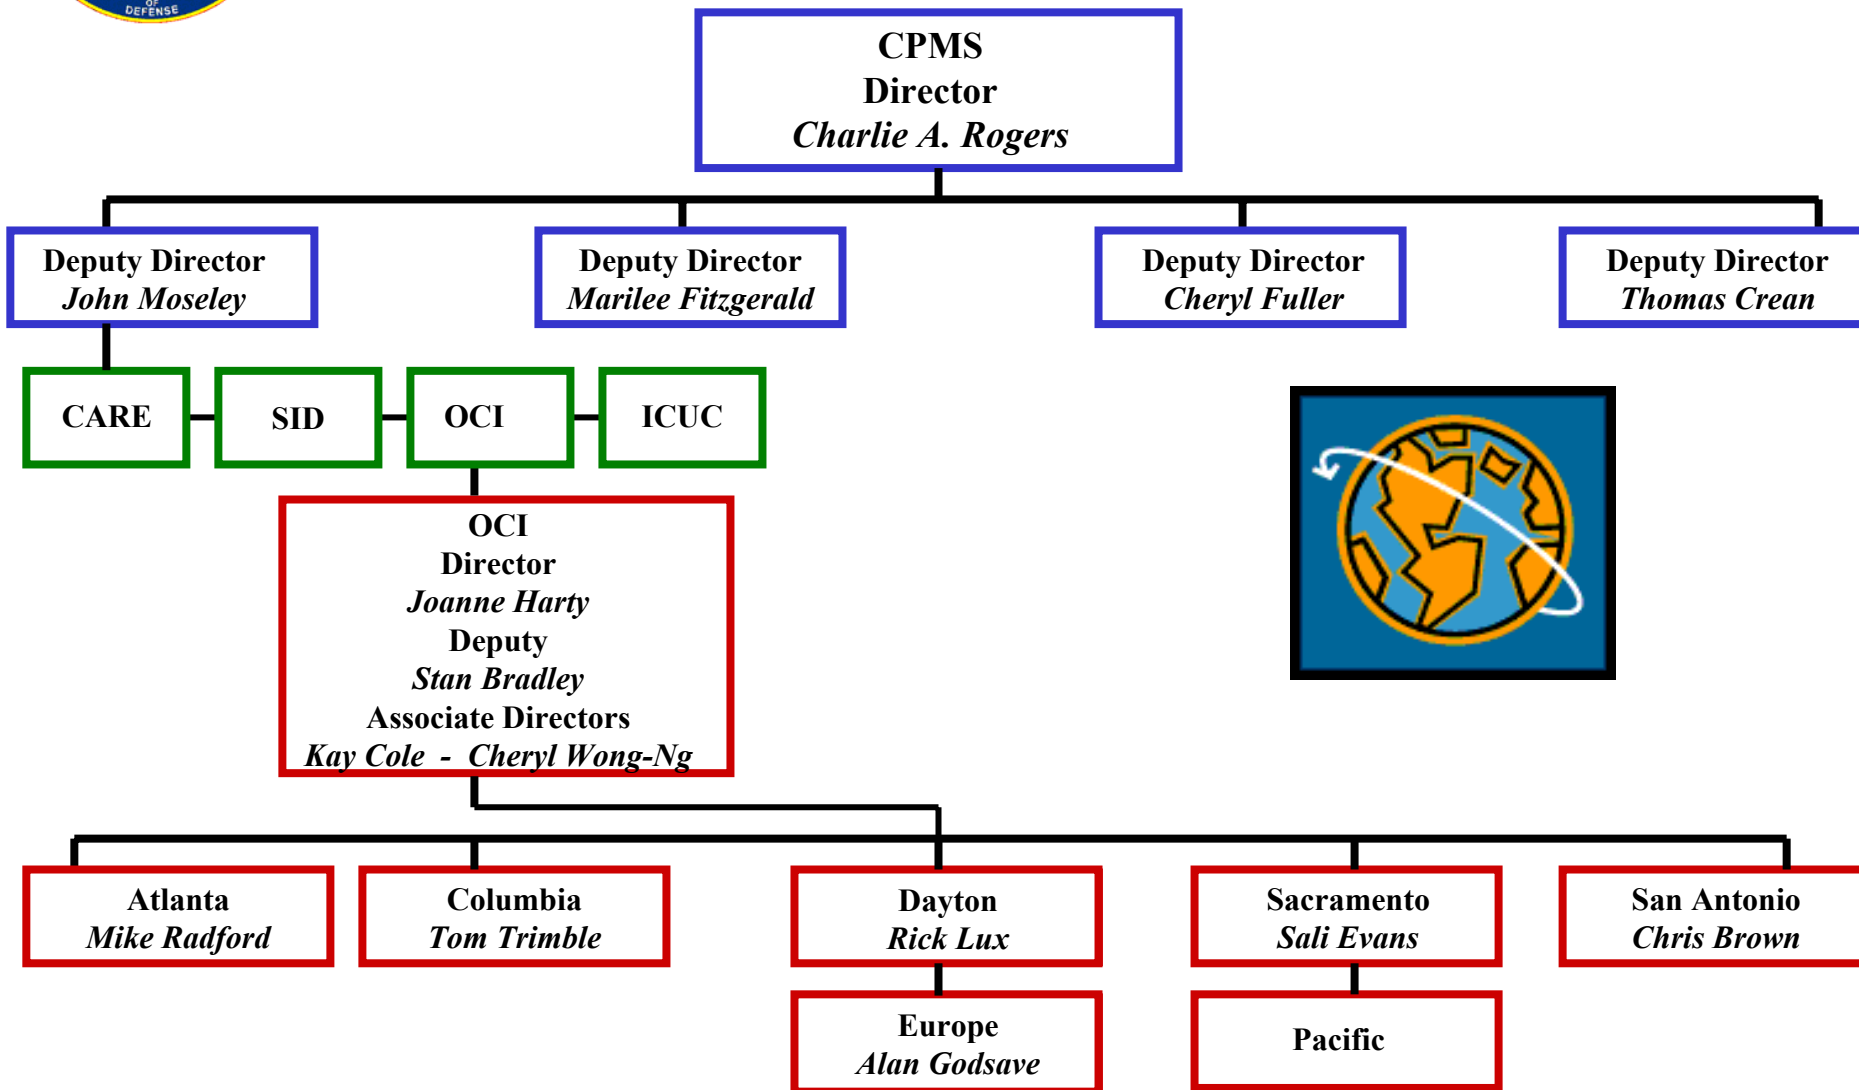 OF
DEFENSE
CPMS
Director
Charlie A. Rogers
Deputy Director
John Moseley
Deputy Director
Marilee Fitzgerald
Deputy Director
Cheryl Fuller
Deputy Director
Thomas Crean
CARE
SID
OCI
ICUC
OCI
Director
Joanne Harty
Deputy
Stan Bradley
Associate Directors
Kay Cole - Cheryl Wong-Ng
Atlanta
Mike Radford
Columbia
Tom Trimble
Dayton
Rick Lux
Sacramento
Sali Evans
San Antonio
Chris Brown
Europe
Alan Godsave
Pacific